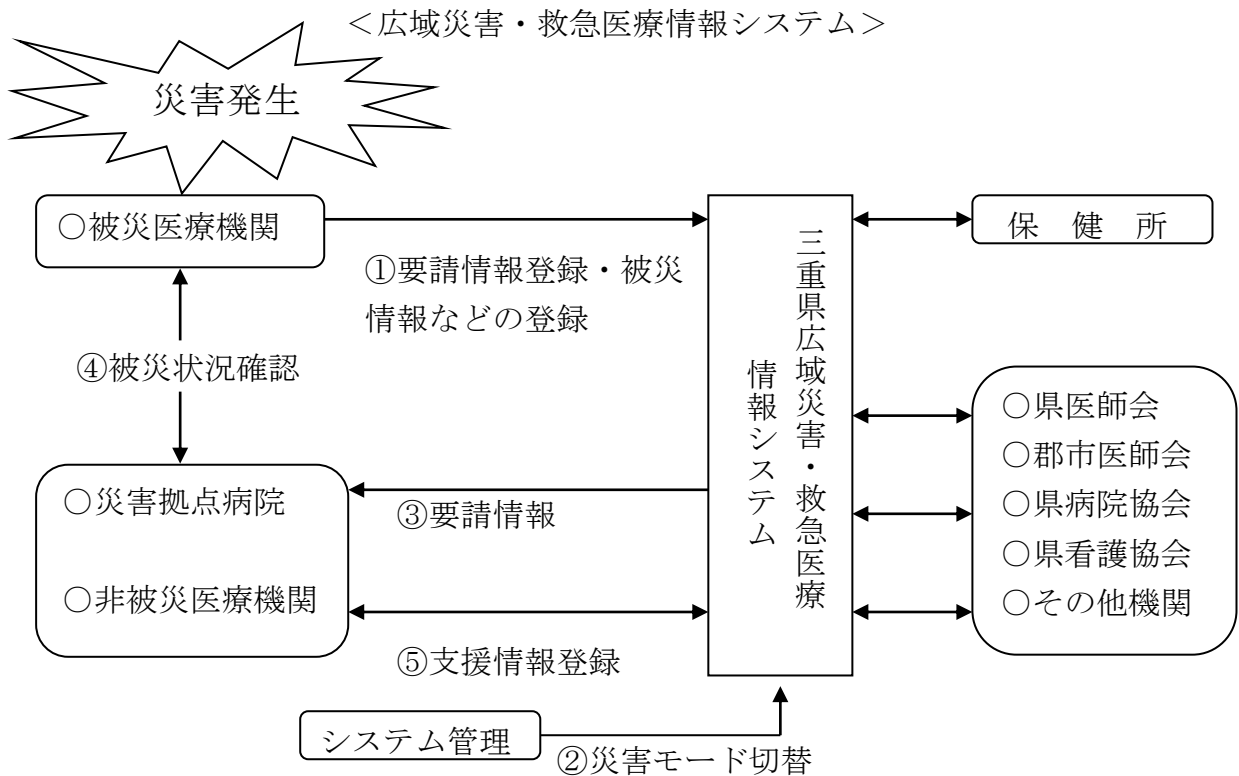 ＜広域災害・救急医療情報システム＞
災害発生
○被災医療機関
①要請情報登録・被災
情報などの登録
④被災状況確認
○災害拠点病院
○非被災医療機関
③要請情報
⑤支援情報登録
システム管理
②災害モード切替
三重県広域災害・救急医療
情報システム
保　健　所
○県医師会
○郡市医師会
○県病院協会
○県看護協会
○その他機関